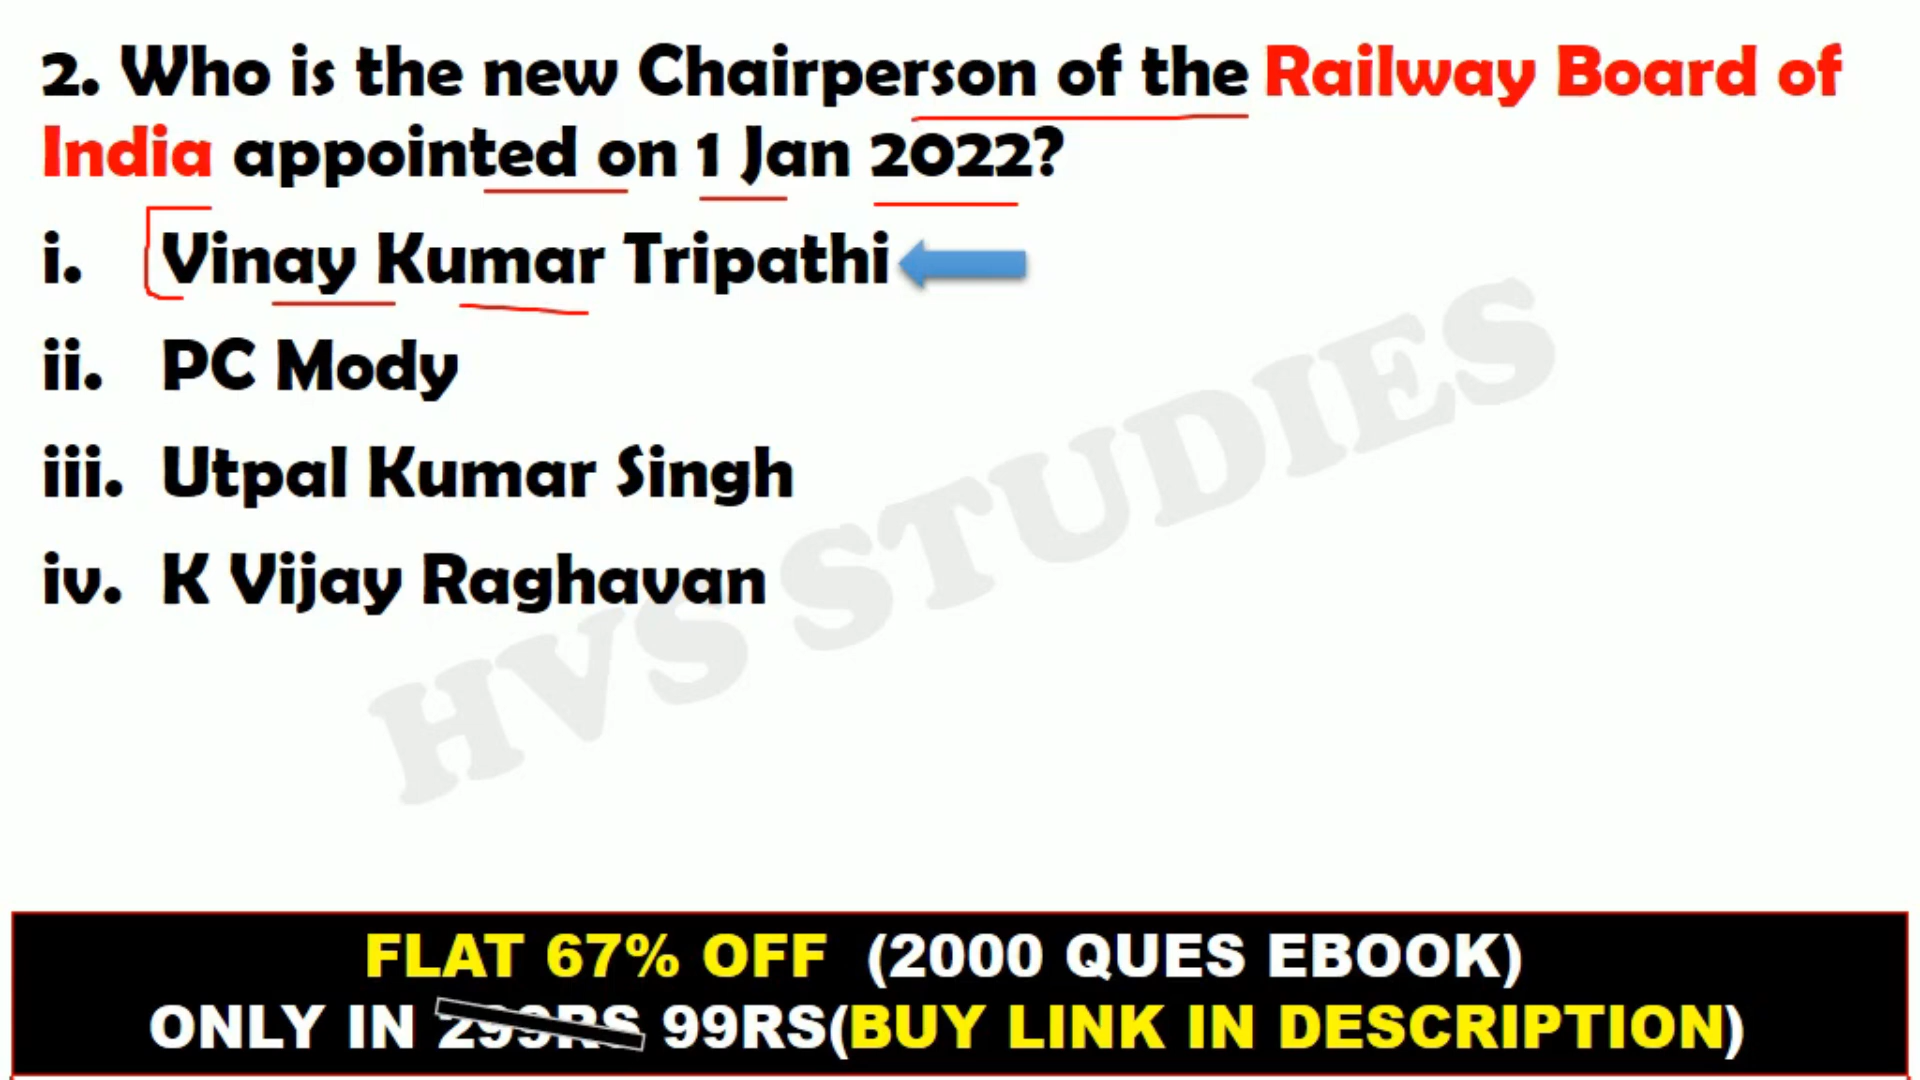 2. Who is the new Chairperson of the Railway Board of
India appointed on 1 Jan 2022?
i. Vinay Kumar Tripathi
ii. PC Mody
iii. Utpal Kumar Singh
iv. K Vijay Raghavan
HVS STUDIES
FLAT 67% OFF (2000 QUES EBOOK)
ONLY IN 299RS 99RS(BUY LINK IN DESCRIPTION)